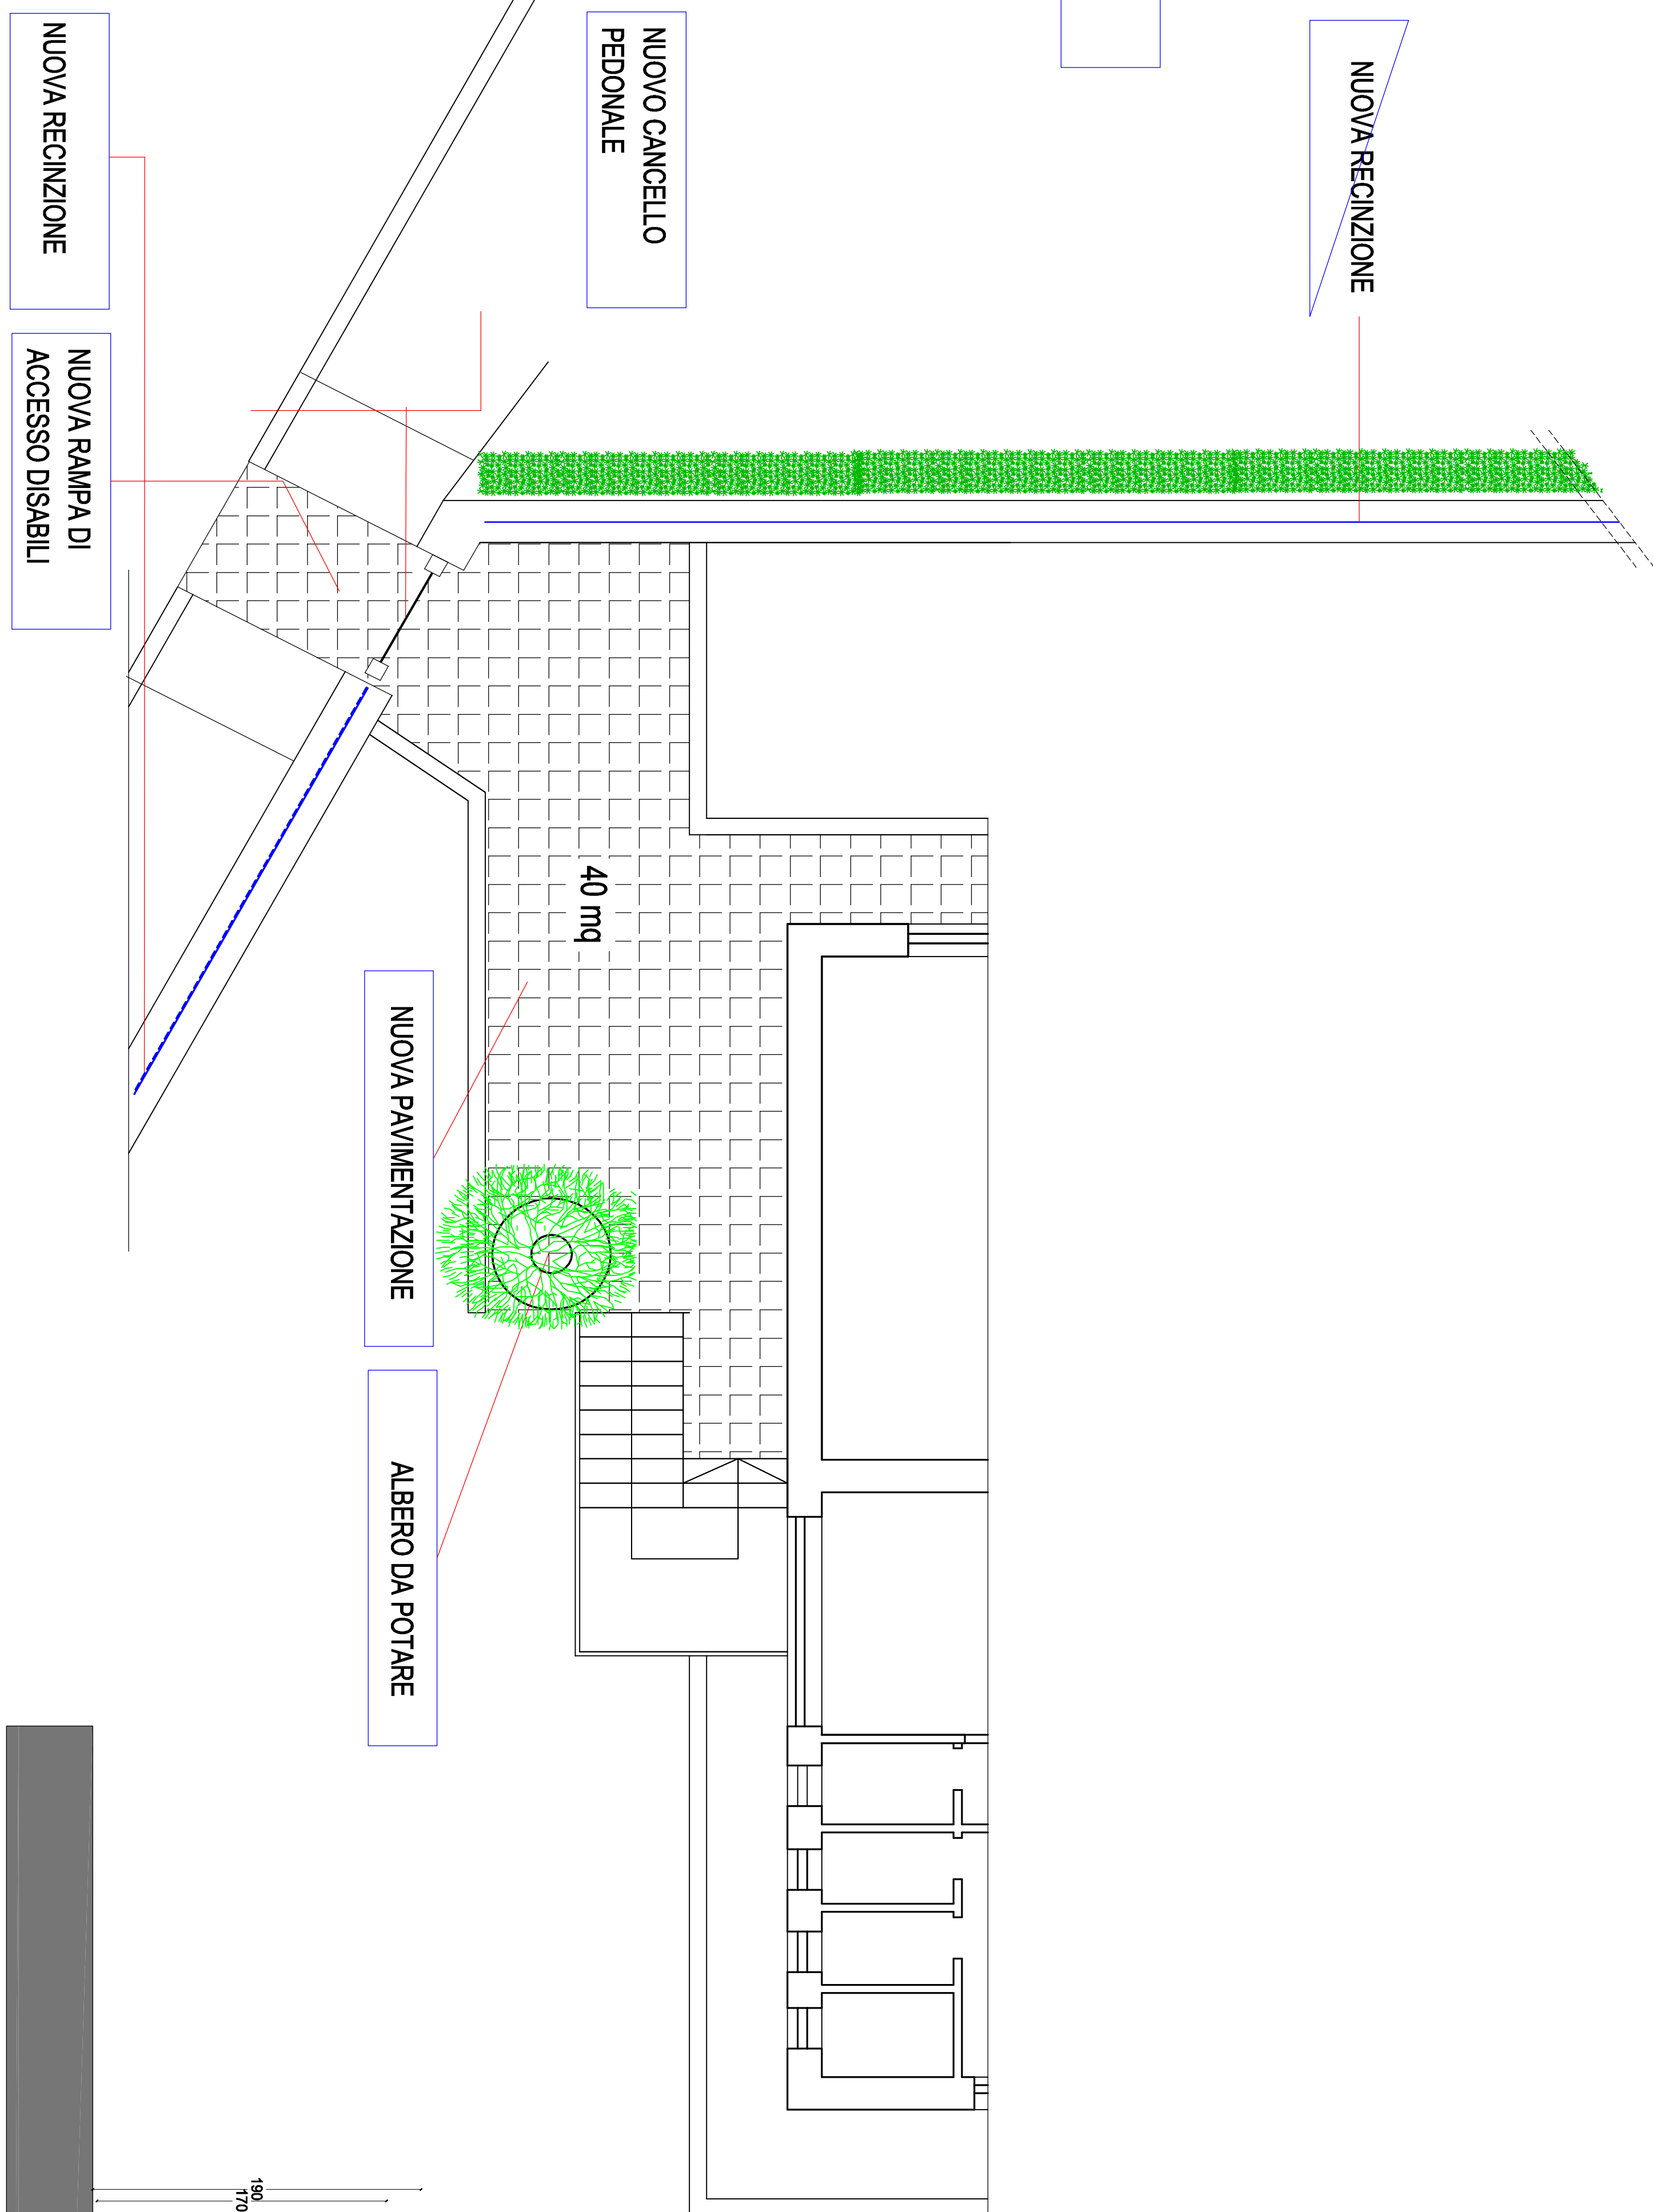 NUOVA RECINZIONE
NUOVO CANCELLO
PEDONALE
NUOVA RECINZIONE
NUOVA RAMPA DI
ACCESSO DISABILI
40 mq
NUOVA PAVIMENTAZIONE
ALBERO DA POTARE
190
170